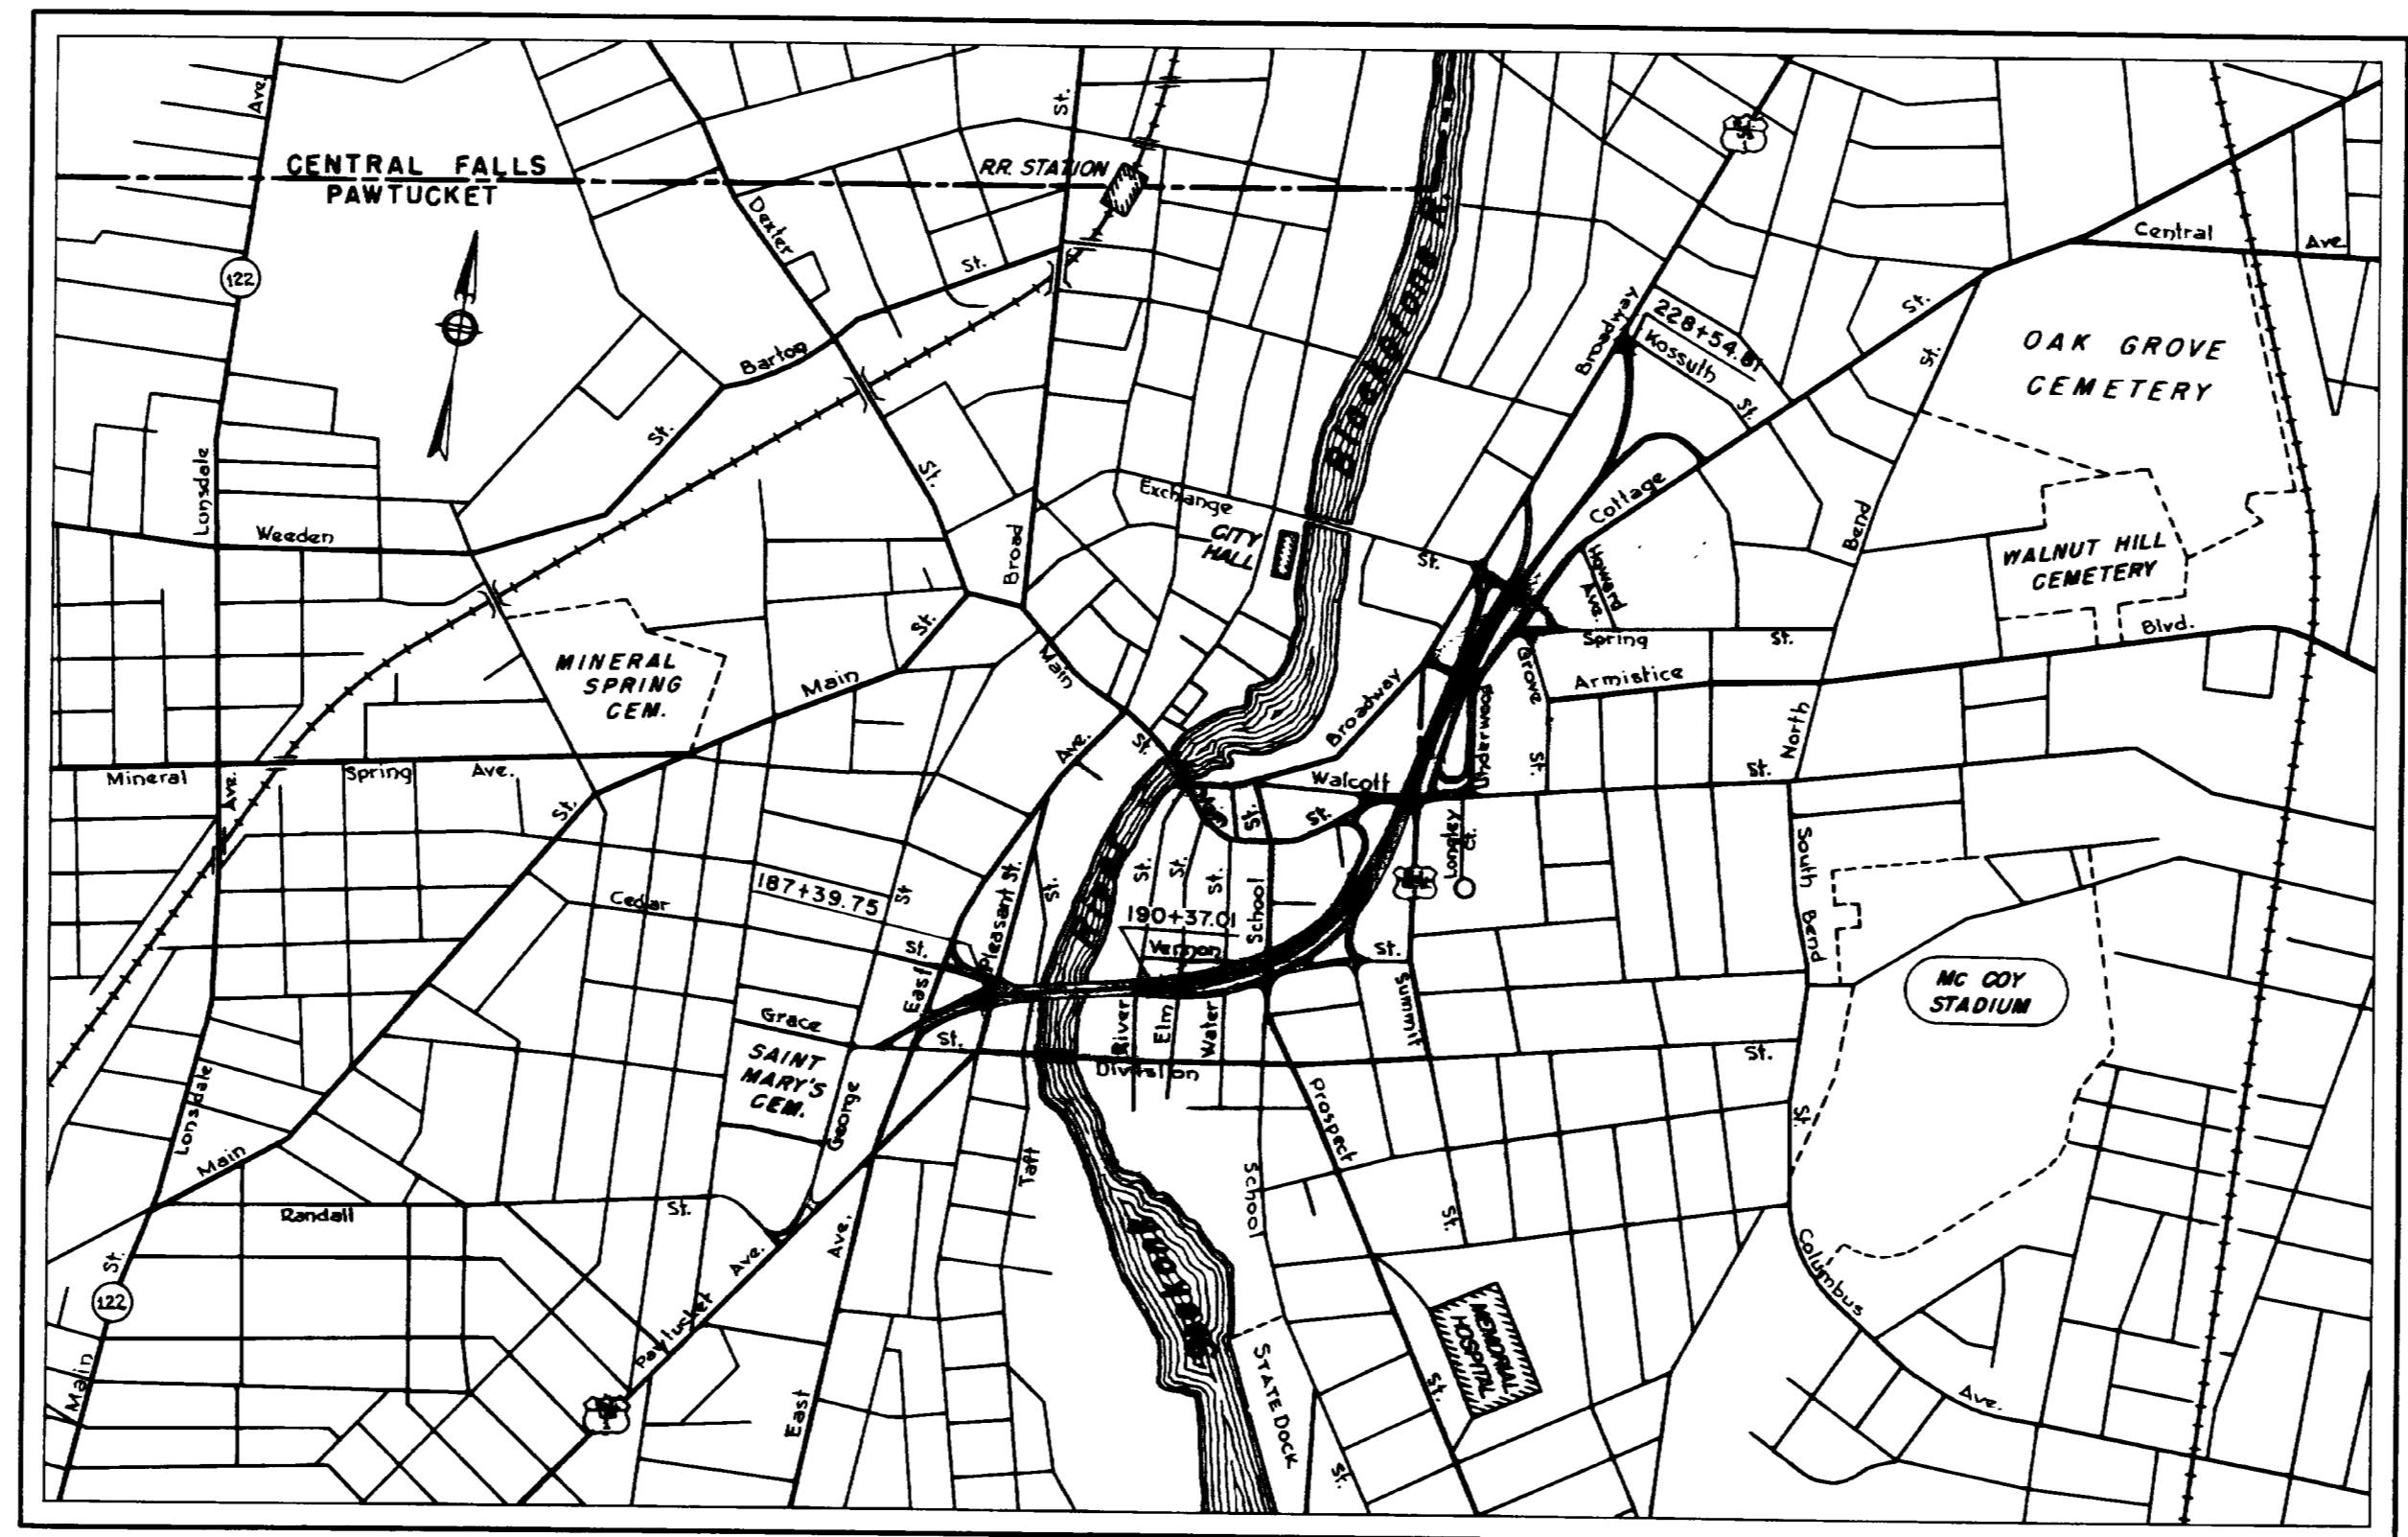 Ave.
CENTRAL FALLS
PAWTUCKET
RR. STATION
St.
Dexter
St.
122
Barton
St.
St.
Lonsdale
Weeden
Broad
Exchange
CITY
HALL
St.
Blackstone R.
Broadway
228+54.81
Kossuth
St.
St.
St.
Central
Ave.
OAK GROVE
CEMETERY
Cottage
Bend
Howard
Ave.
WALNUT HILL
CEMETERY
Blvd.
Spring
St.
Armistice
Grove
St.
North
St.
Underwood
Broadway
Walcott
St.
MINERAL
SPRING
CEM.
Main
St.
Main
St.
Ave.
Mineral
Spring
Ave.
Ave.
St.
St.
Longley
Ct.
South
Bend
St.
187+39.75
Cedar
St.
St.
Pleasant St.
St.
East
River
St.
St.
St.
190+37.01
Vernon
St.
School
Summit
MC COY
STADIUM
Grace
St.
SAINT
MARY'S
CEM.
George
River
Elm
Water
Division
St.
Prospect
Lonsdale
Main
Randall
St.
Taft
School
St.
St.
122
Main
St.
Pawtucket
Ave.
Ave.
East
STATE DOCK
St.
St.
MEMORIAL
HOSPITAL
Columbus
Ave.